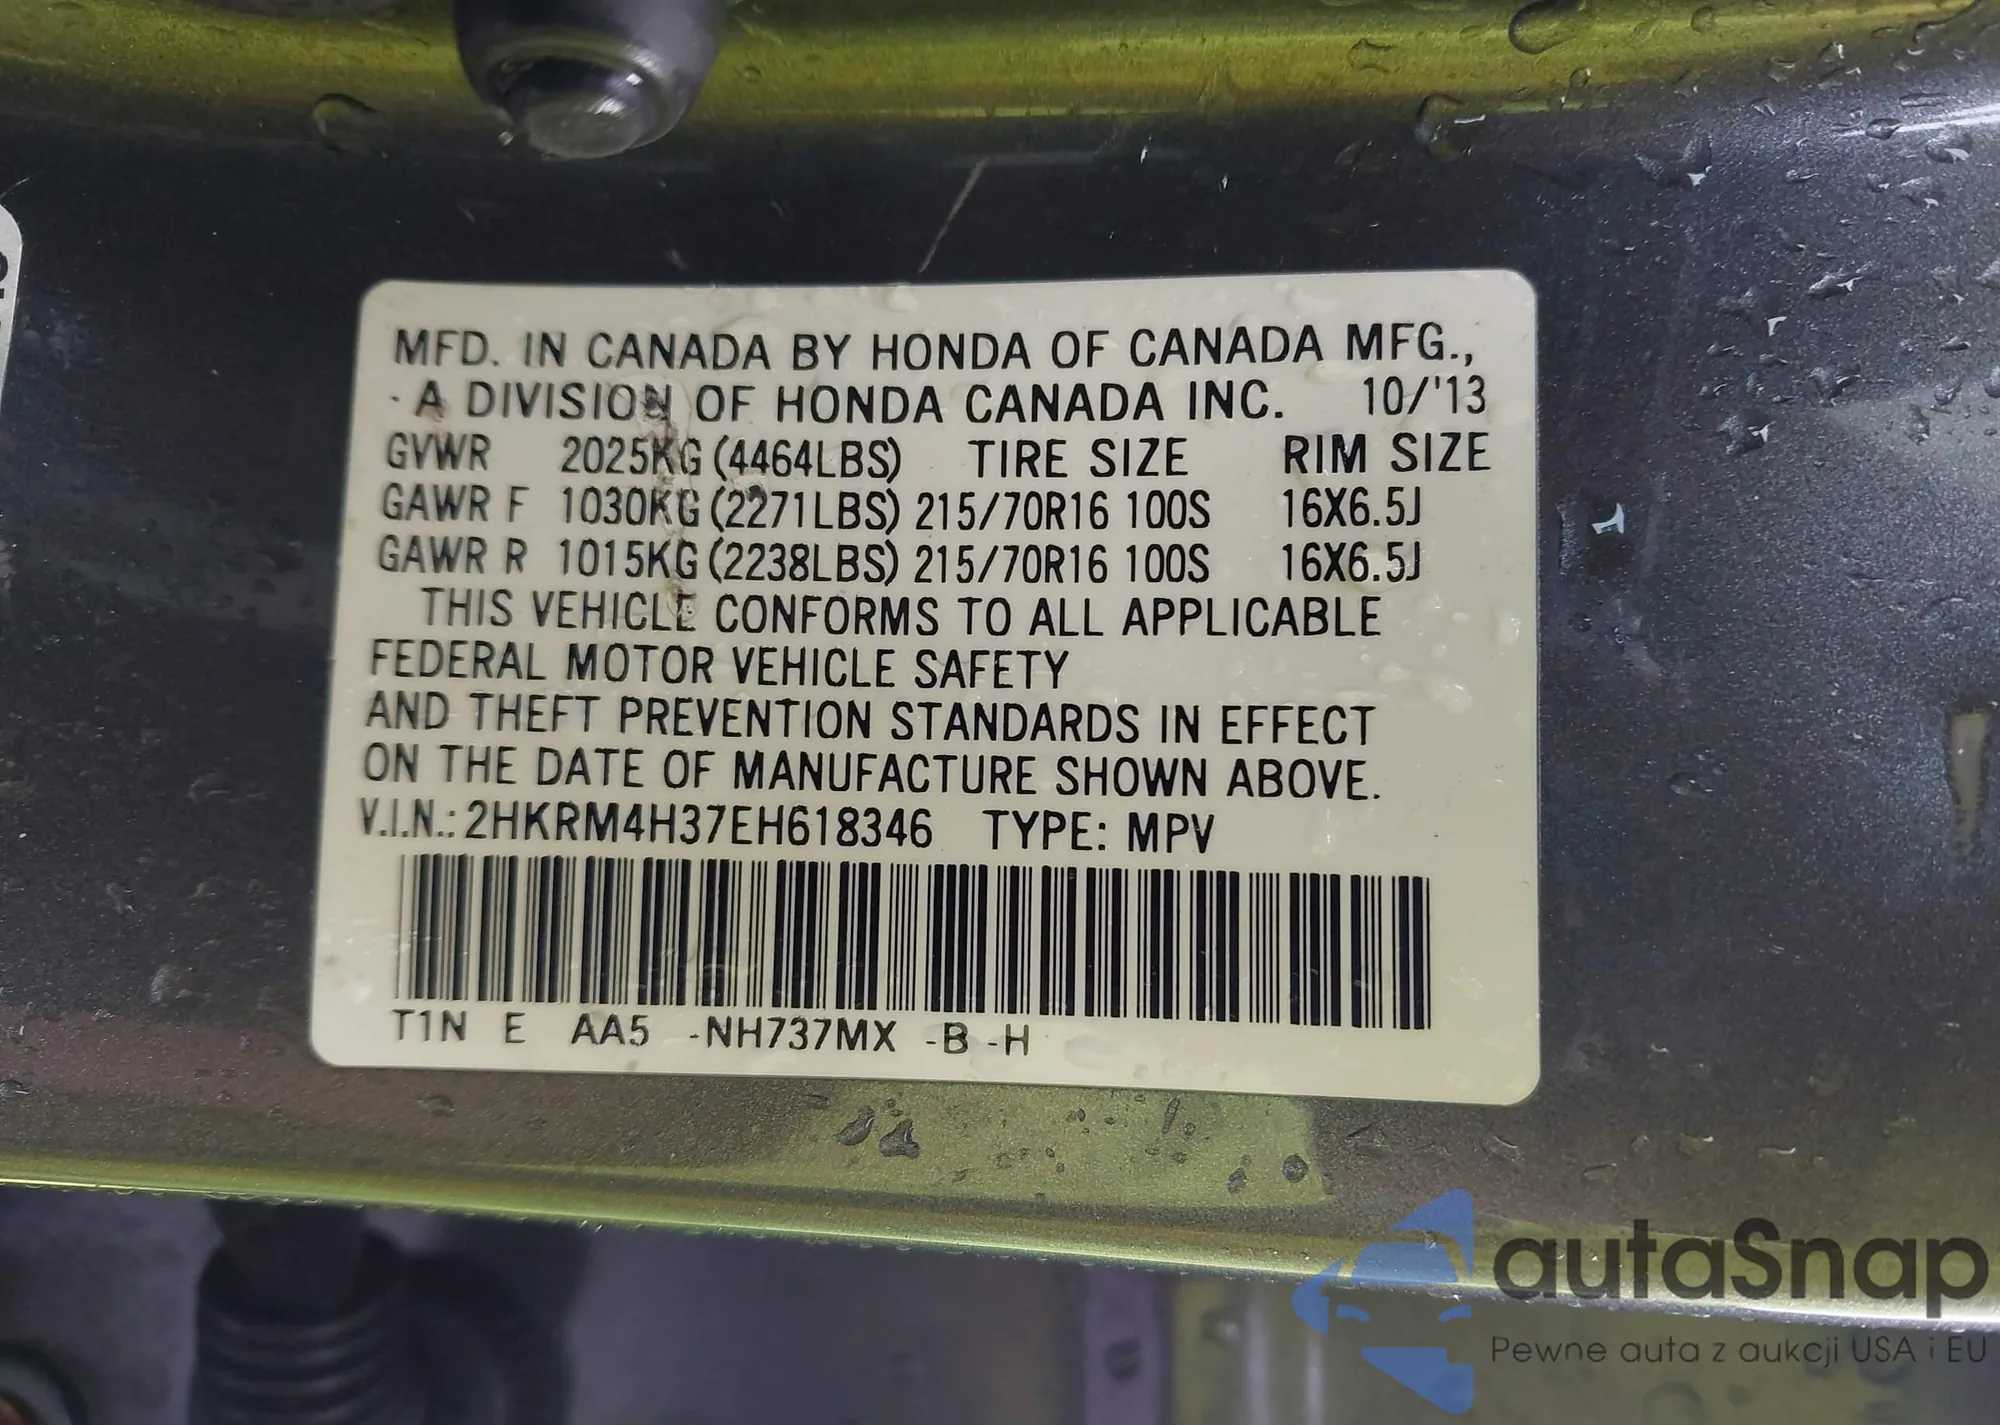 MFD. IN CANADA BY HONDA OF CANADA MFG.,
A DIVISION OF HONDA CANADA INC. 10/'13
GVWR 2025KG (4464LBS) TIRE SIZE RIM SIZE
GAWR F 1030KG (2271LBS) 215/70R16 100S 16X6.5J
GAWR R 1015KG (2238LBS) 215/70R16 100S 16X6.5J
THIS VEHICLE CONFORMS TO ALL APPLICABLE
FEDERAL MOTOR VEHICLE SAFETY
AND THEFT PREVENTION STANDARDS IN EFFECT
ON THE DATE OF MANUFACTURE SHOWN ABOVE.
V.I.N.: 2HKRM4H37EH618346 TYPE: MPV
T1N E AA5 -NH737MX -B -H
autaSnap
Pewne auta z aukcji USA i EU